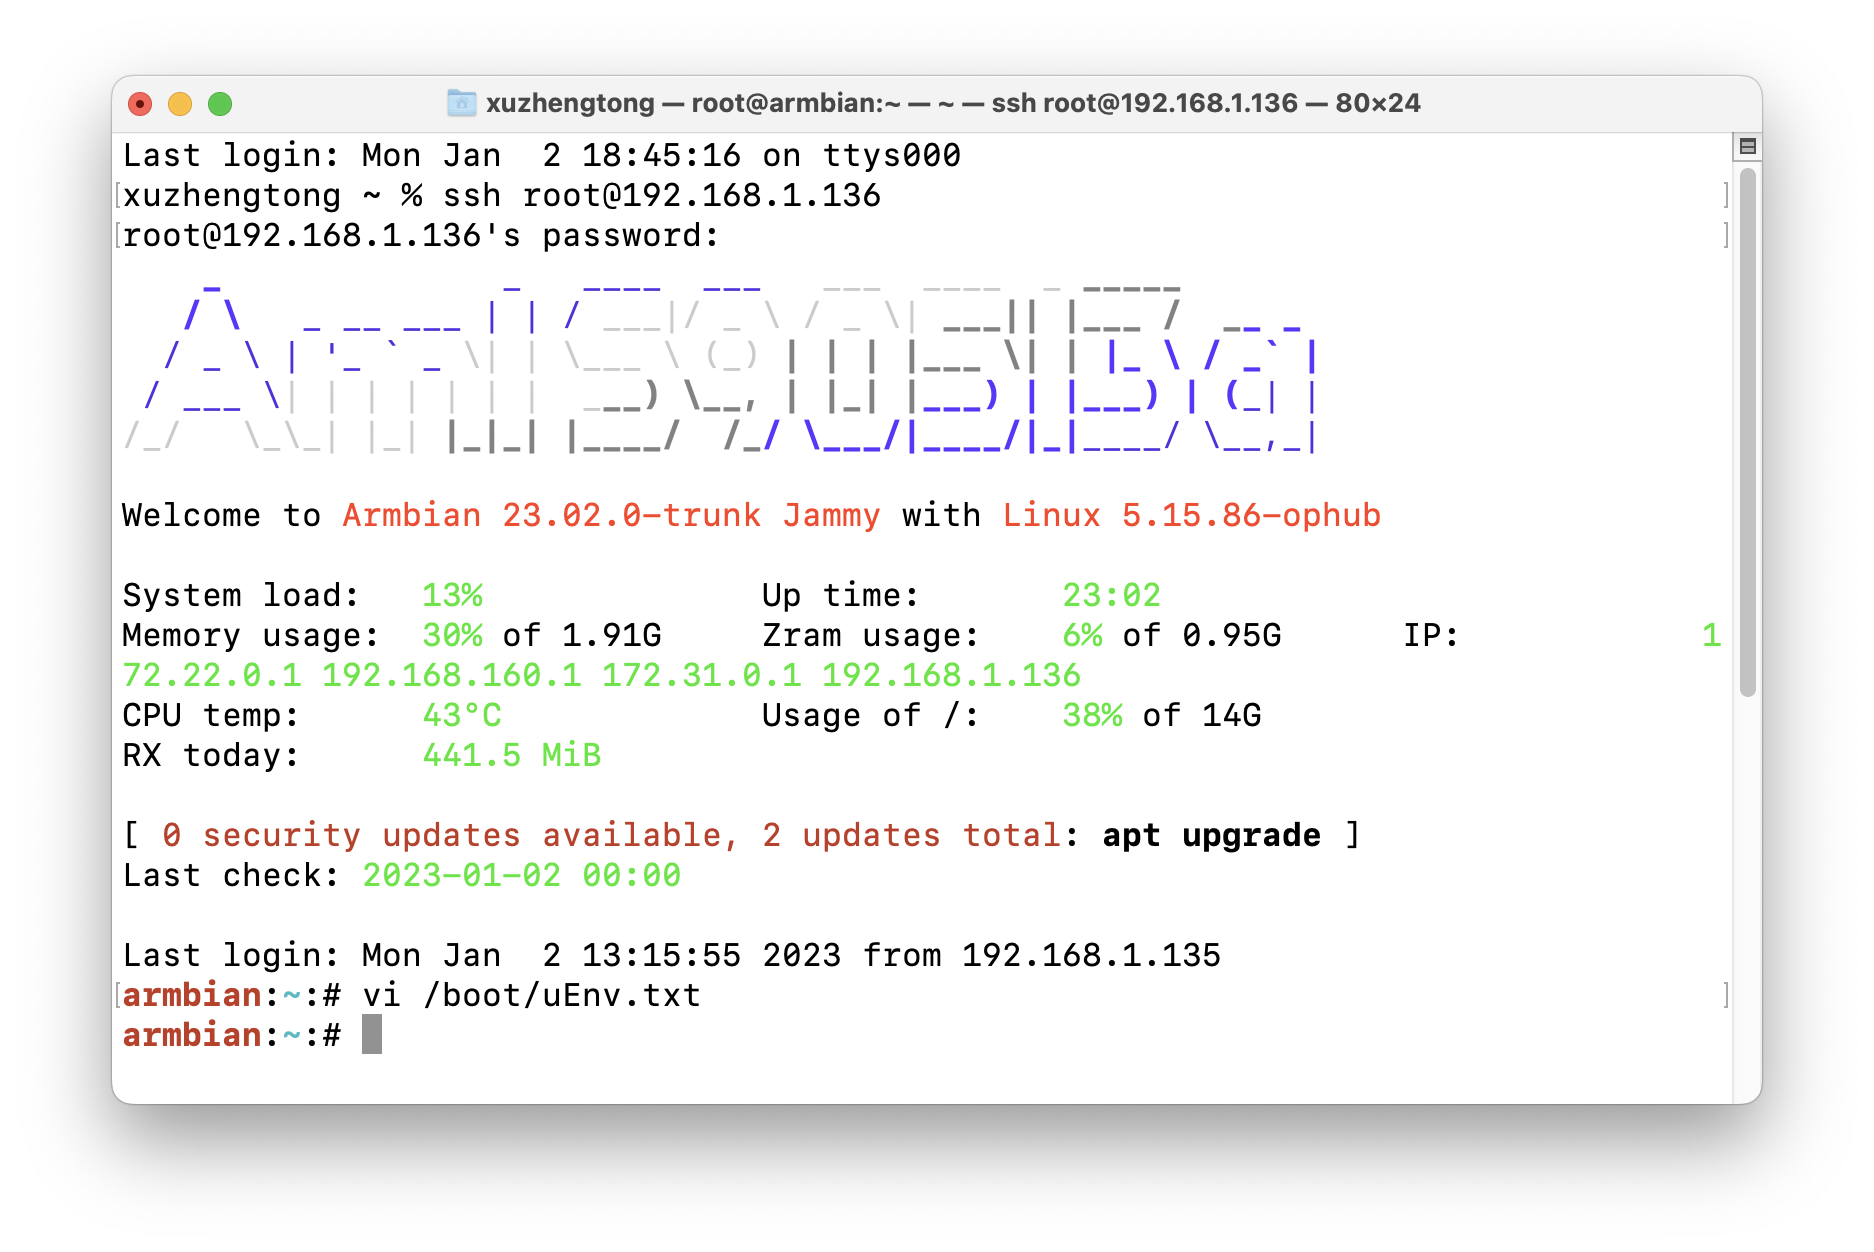 xuzhengtong — root@armbian:~ — ~ — ssh root@192.168.1.136 — 80×24
Last login: Mon Jan  2 18:45:16 on ttys000
xuzhengtong ~ % ssh root@192.168.1.136
root@192.168.1.136's password:
Aml S905l3a
Welcome to Armbian 23.02.0-trunk Jammy with Linux 5.15.86-ophub
System load:   13%              Up time:       23:02
Memory usage:  30% of 1.91G     Zram usage:    6% of 0.95G      IP:            1
72.22.0.1 192.168.160.1 172.31.0.1 192.168.1.136
CPU temp:      43°C             Usage of /:    38% of 14G
RX today:      441.5 MiB
[ 0 security updates available, 2 updates total: apt upgrade ]
Last check: 2023-01-02 00:00
Last login: Mon Jan  2 13:15:55 2023 from 192.168.1.135
armbian:~:# vi /boot/uEnv.txt
armbian:~:#